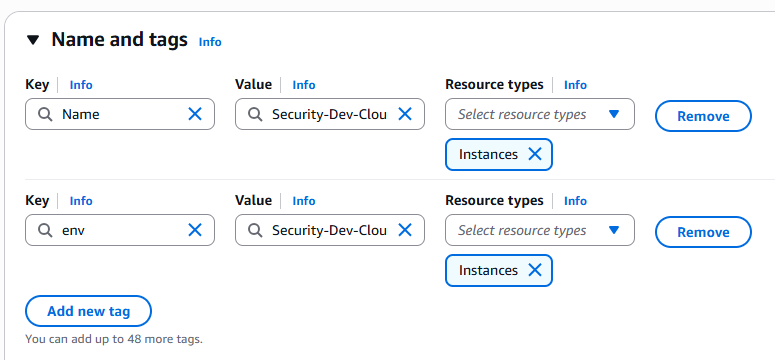 Name and tags Info
Key Info Value Info Resource types Info
Name Security-Dev-Clou Select resource types Remove
Instances
Key Info Value Info Resource types Info
env Security-Dev-Clou Select resource types Remove
Instances
Add new tag
You can add up to 48 more tags.